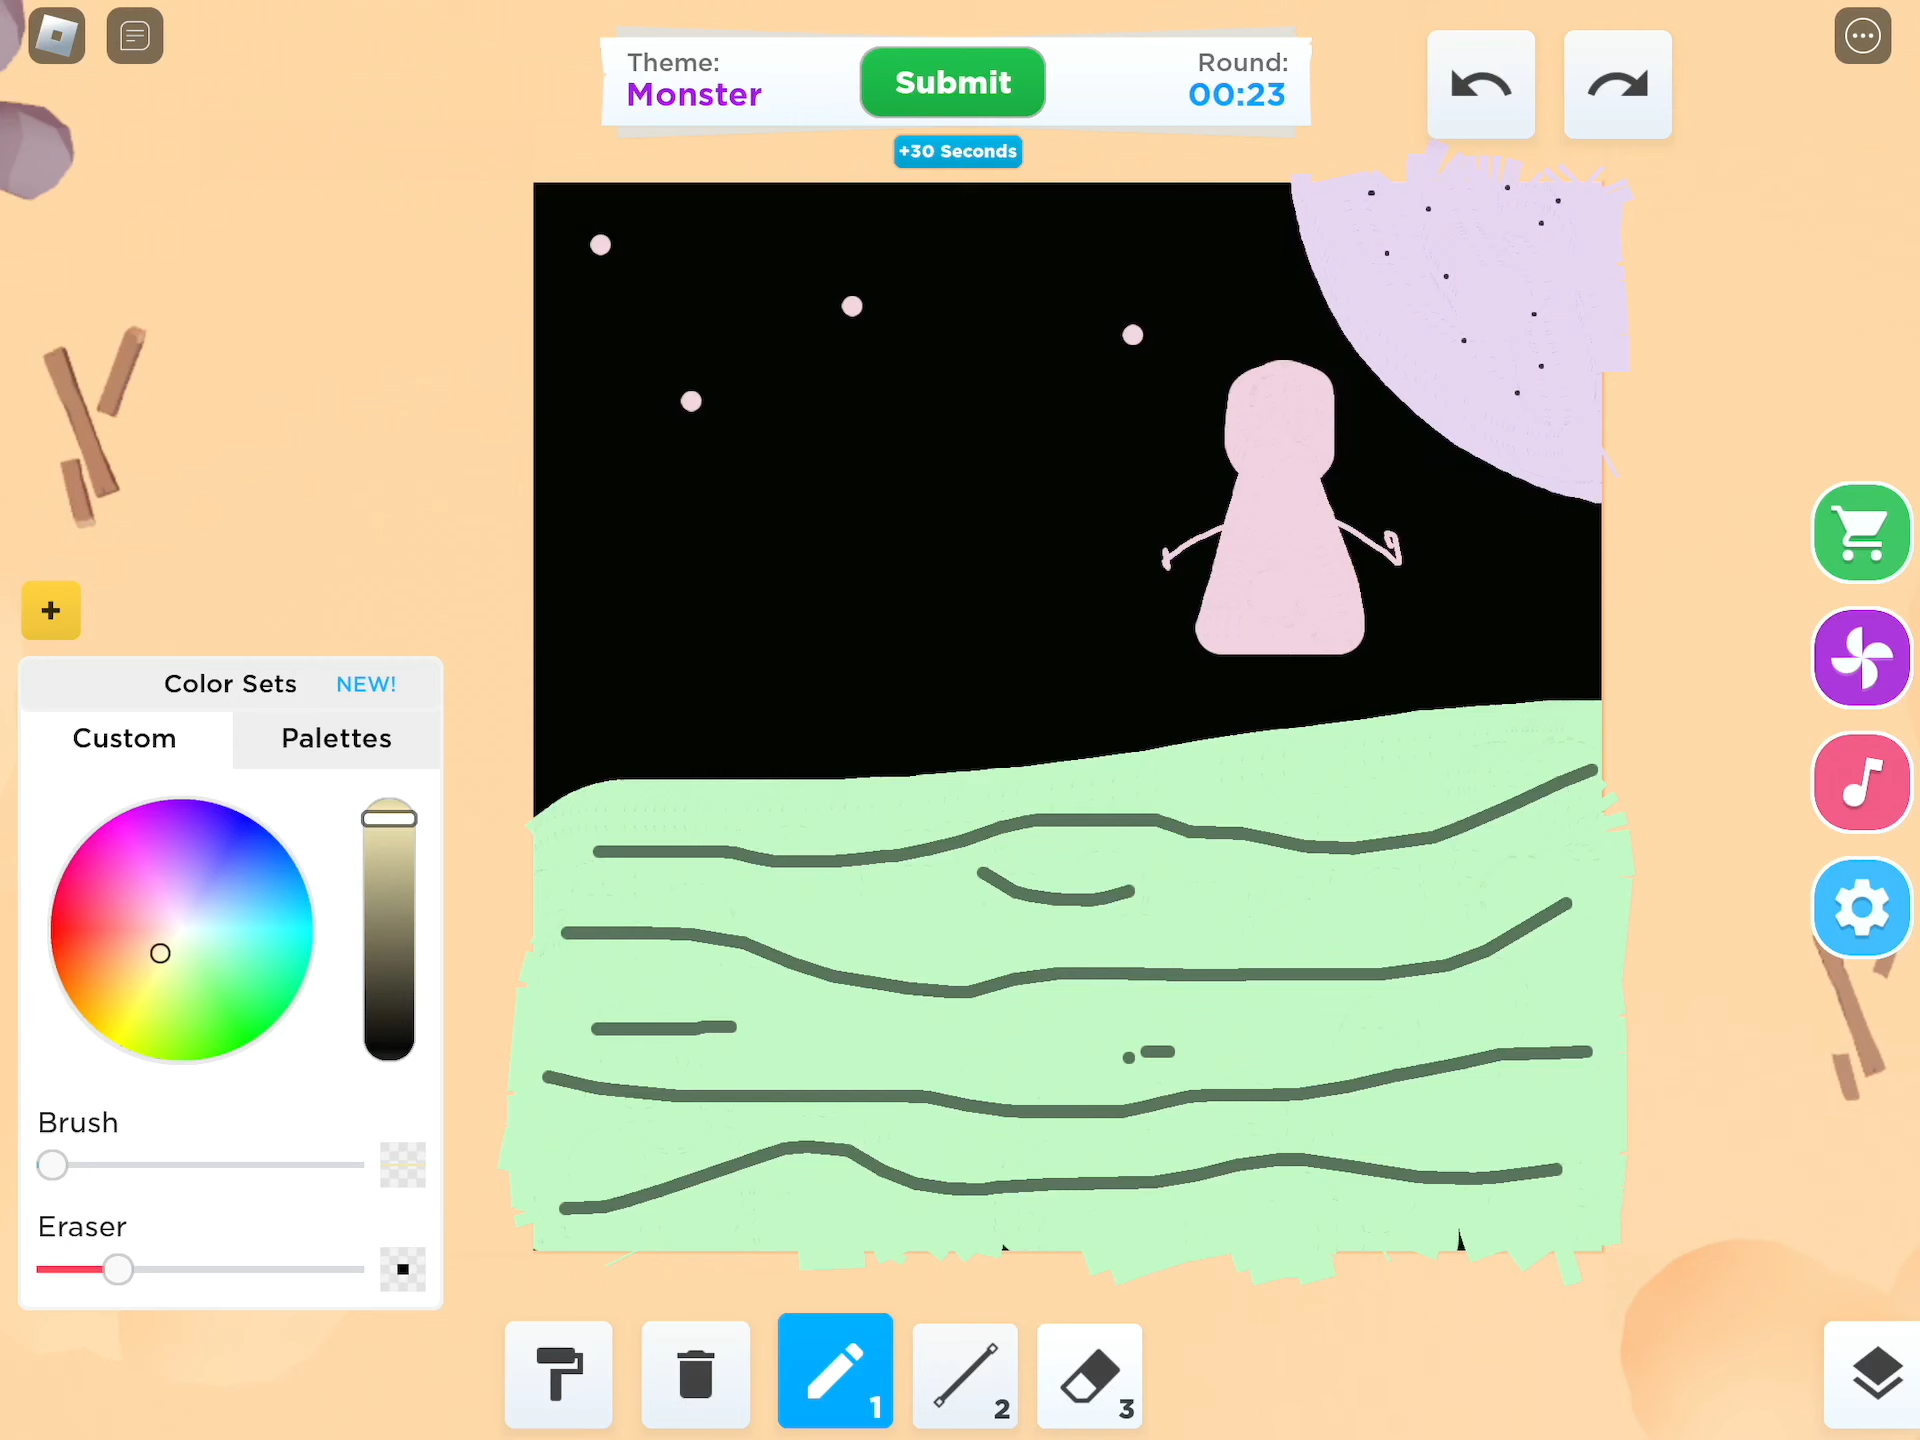 Theme:
Monster
Submit
Round:
00:23
+30 Seconds
+
Color Sets NEW!
Custom
Palettes
Brush
Eraser
1
2
3